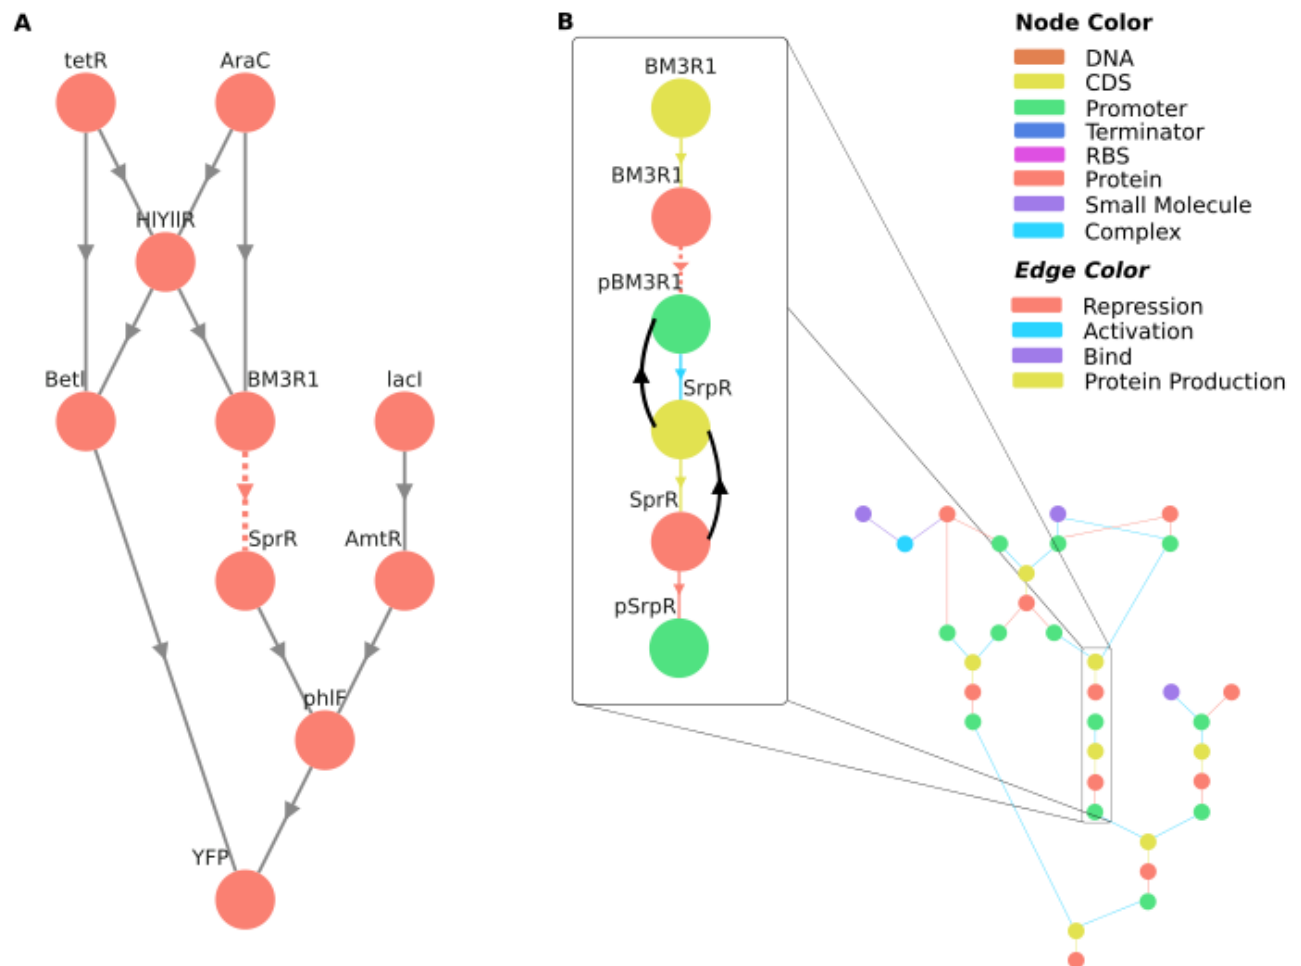 A
tetR
AraC
HlYIIR
BetI
BM3R1
lacI
SprR
AmtR
phlF
YFP
B
BM3R1
BM3R1
pBM3R1
SrpR
SprR
pSrpR
Node Color
DNA
CDS
Promoter
Terminator
RBS
Protein
Small Molecule
Complex
Edge Color
Repression
Activation
Bind
Protein Production